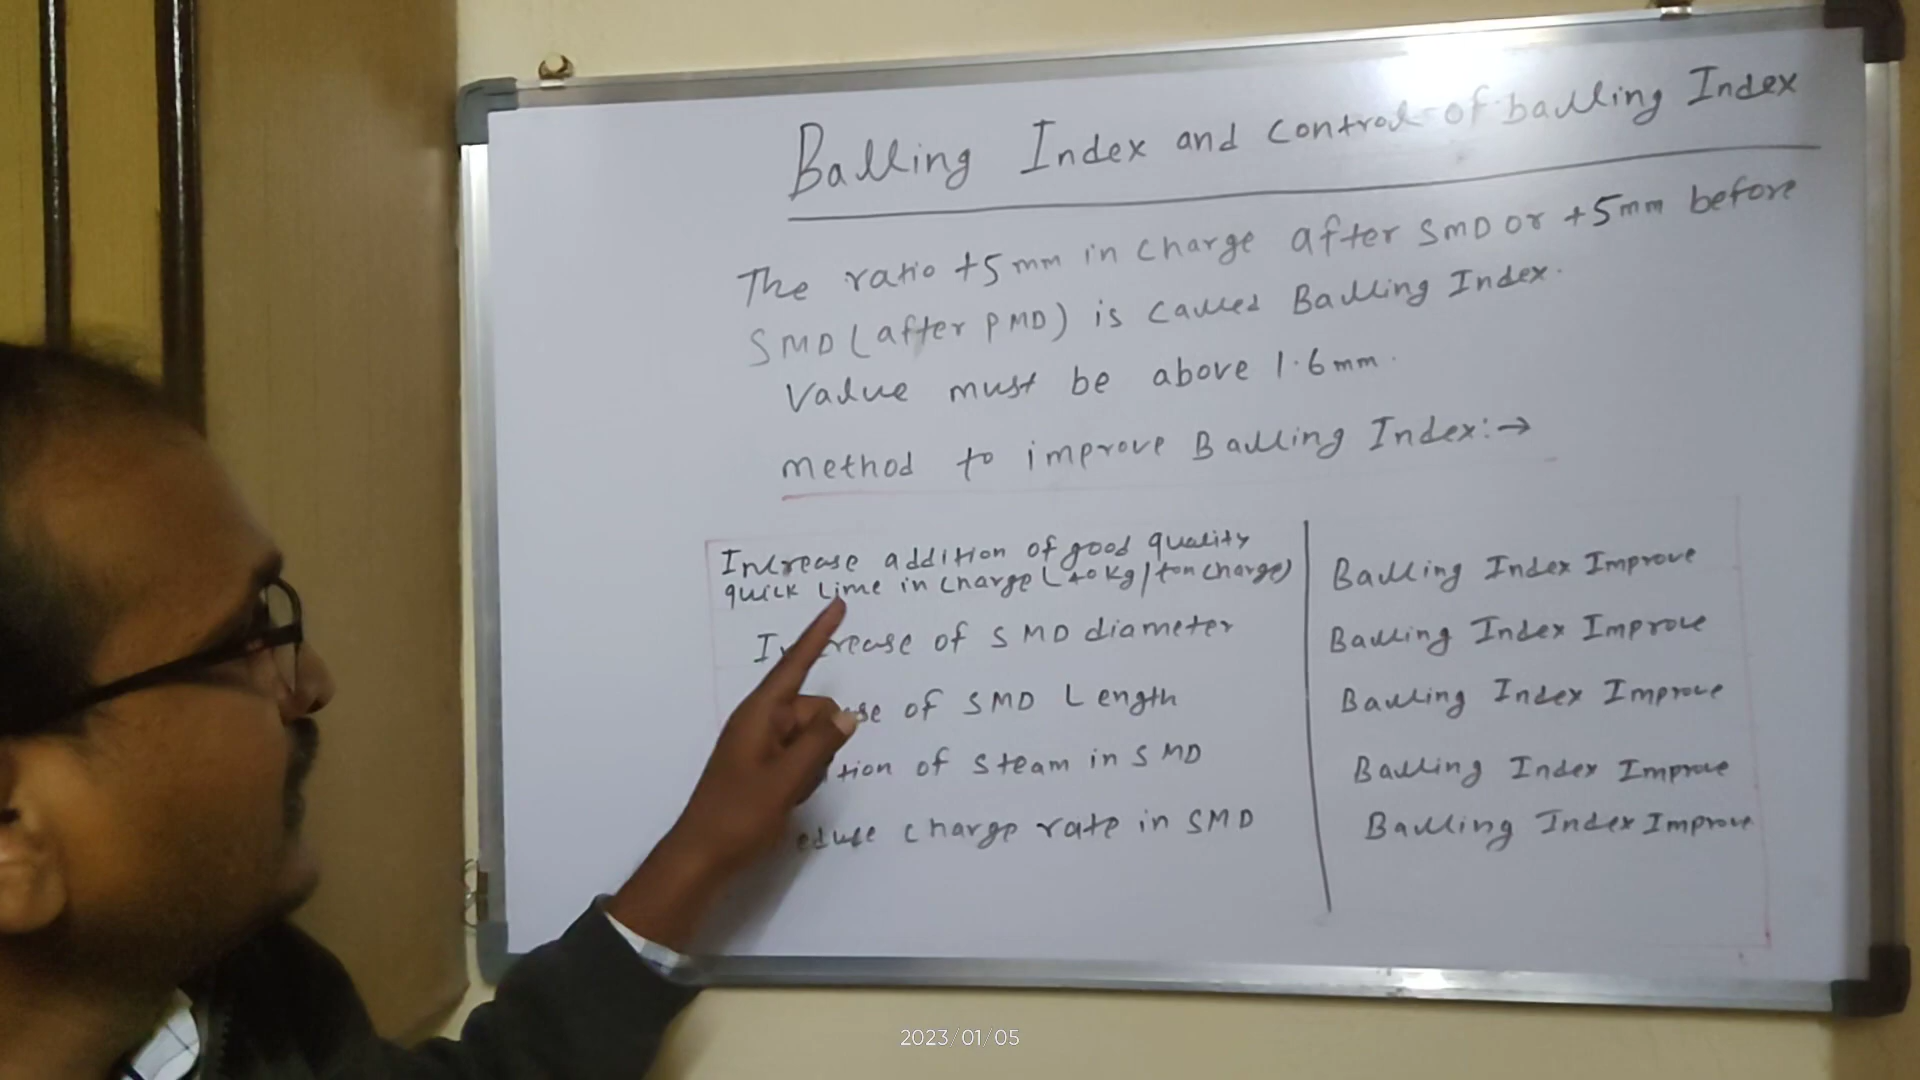 Balling Index and control of balling Index
The ratio +5mm in charge after SMD or +5mm before
SMD (after PMD) is called Balling Index.
Value must be above 1.6mm.
method to improve Balling Index:→
Increase addition of good quality
quick lime in charge ( kg/ton charge)
Balling Index Improve
of SMD diameter
Balling Index Improve
of SMD Length
Balling Index Improve
of Steam in SMD
Balling Index Improve
charge rate in SMD
Balling Index Improve
2023/01/05